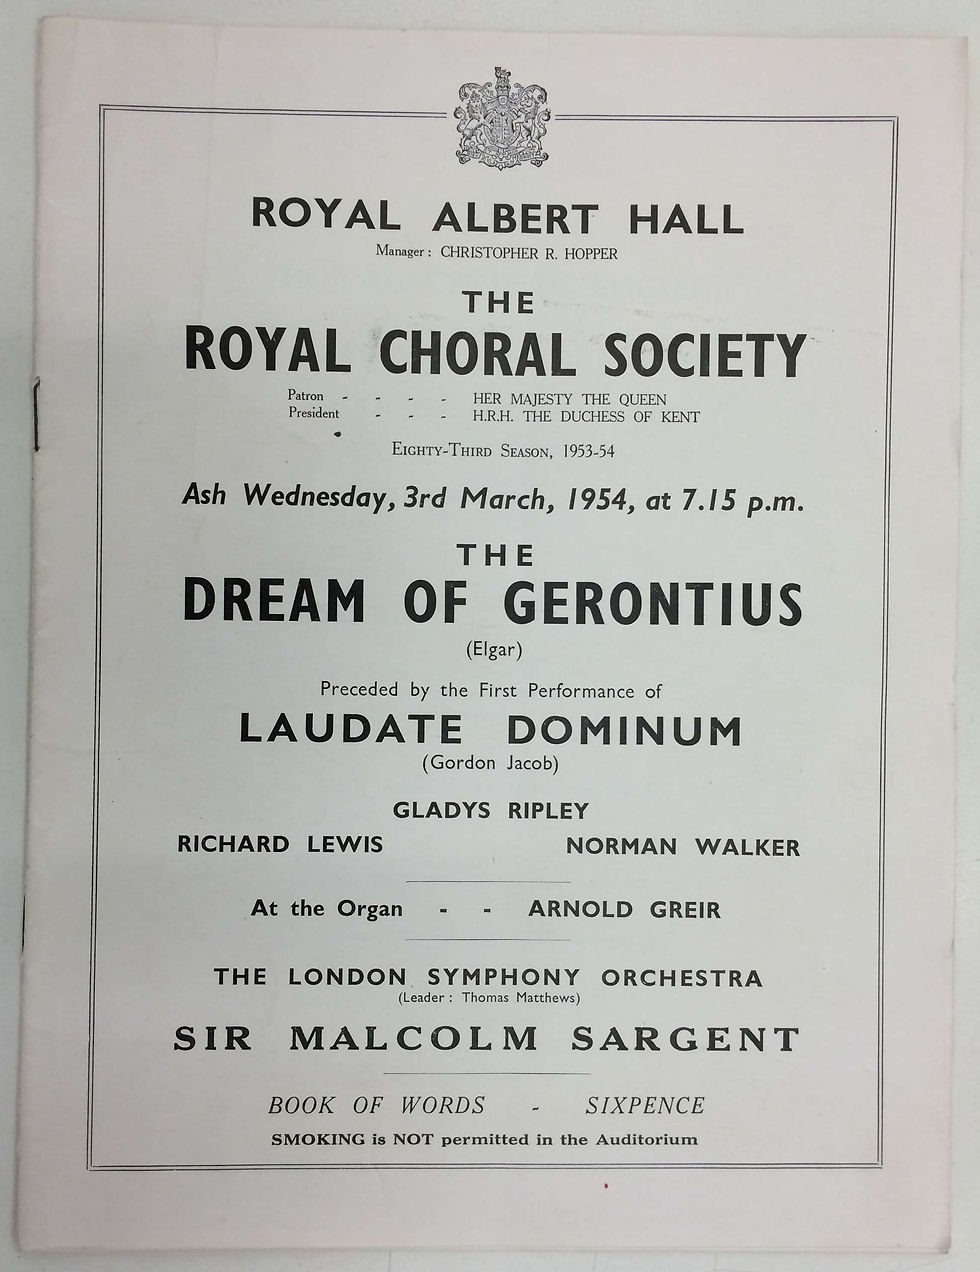 ROYAL ALBERT HALL
Manager: CHRISTOPHER R. HOPPER
THE
ROYAL CHORAL SOCIETY
Patron - - - - HER MAJESTY THE QUEEN
President - - - H.R.H. THE DUCHESS OF KENT
EIGHTY-THIRD SEASON, 1953-54
Ash Wednesday, 3rd March, 1954, at 7.15 p.m.
THE
DREAM OF GERONTIUS
(Elgar)
Preceded by the First Performance of
LAUDATE DOMINUM
(Gordon Jacob)
GLADYS RIPLEY
RICHARD LEWIS NORMAN WALKER
At the Organ - - ARNOLD GREIR
THE LONDON SYMPHONY ORCHESTRA
(Leader: Thomas Matthews)
SIR MALCOLM SARGENT
BOOK OF WORDS - SIXPENCE
SMOKING is NOT permitted in the Auditorium